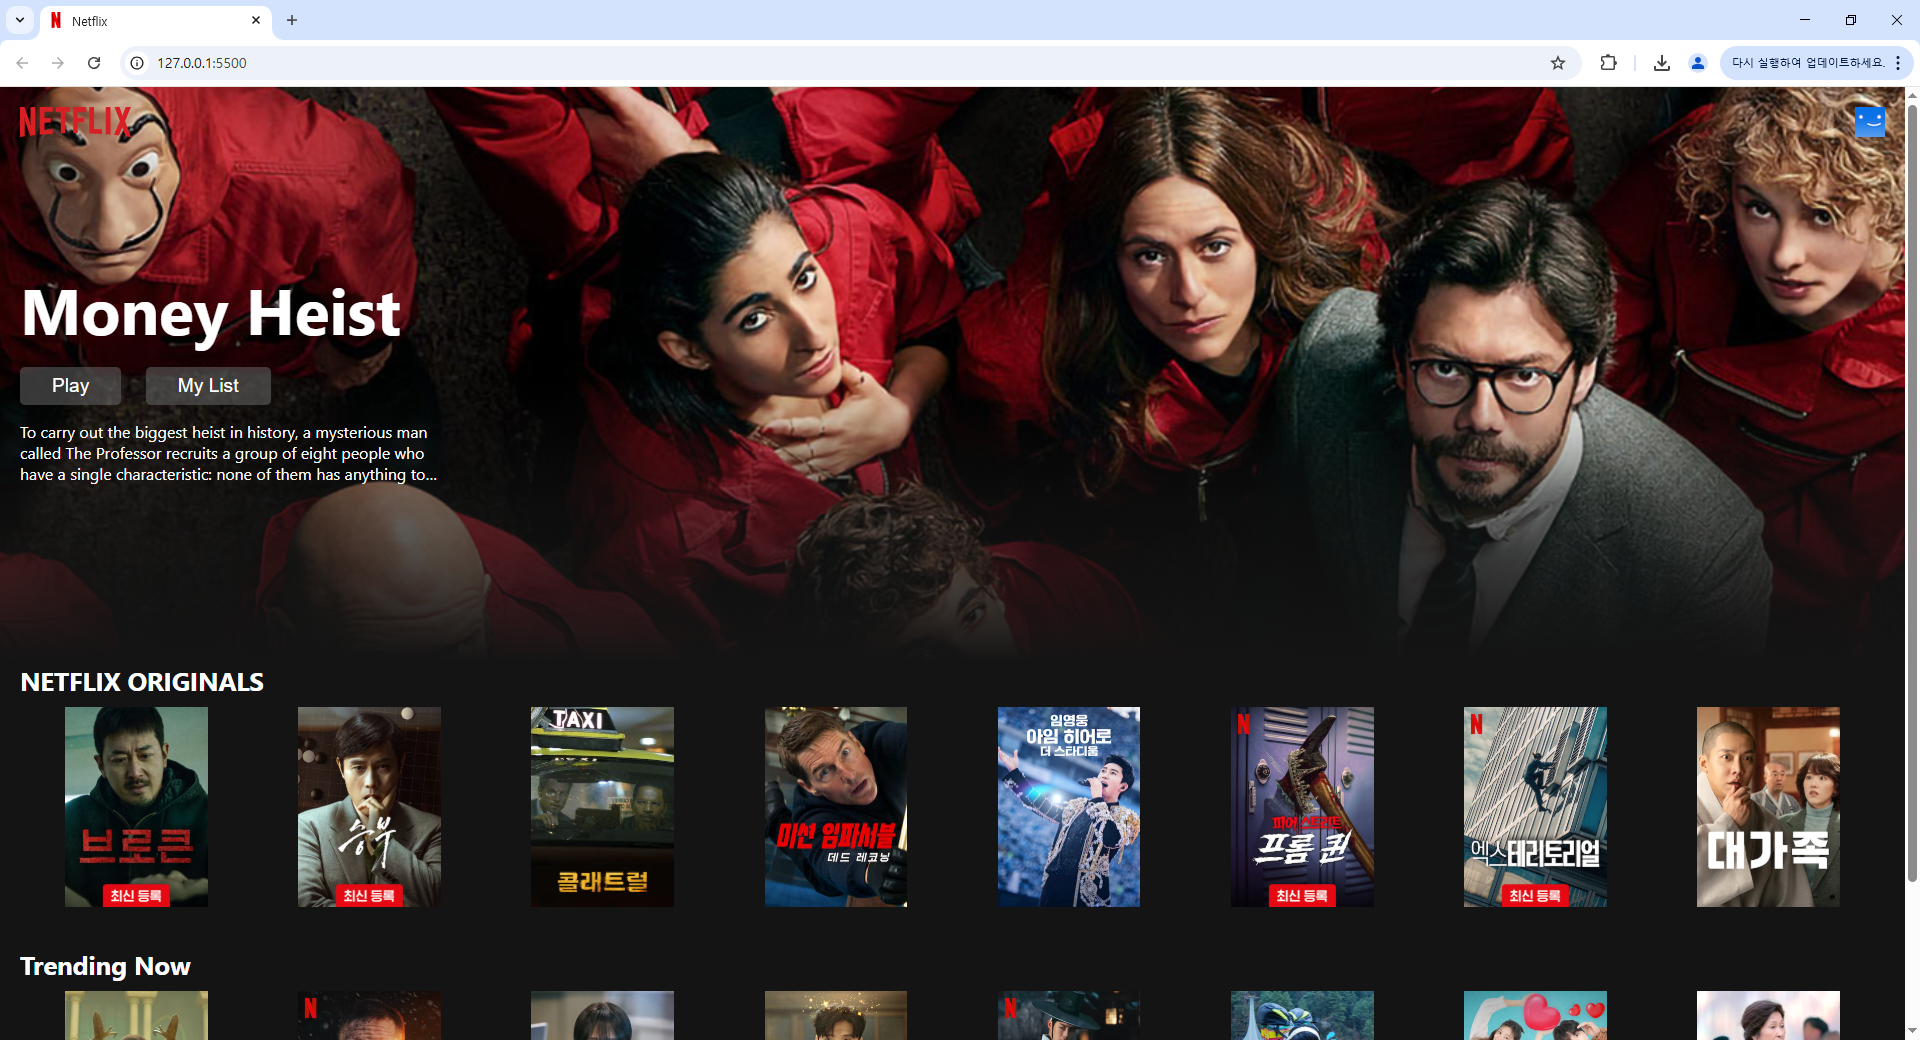 Netflix
127.0.0.1:5500
다시 실행하여 업데이트하세요.
NETFLIX
Money Heist
Play
My List
To carry out the biggest heist in history, a mysterious man
called The Professor recruits a group of eight people who
have a single characteristic: none of them has anything to...
NETFLIX ORIGINALS
브로큰
최신 등록
승부
최신 등록
TAXI
TAXI
콜래트럴
미션 임파서블
데드 레코닝
임영웅
아임 히어로
더 스타디움
N
피어 스트리트
프롬 퀸
최신 등록
N
엑스테리토리얼
최신 등록
대가족
Trending Now
N
N